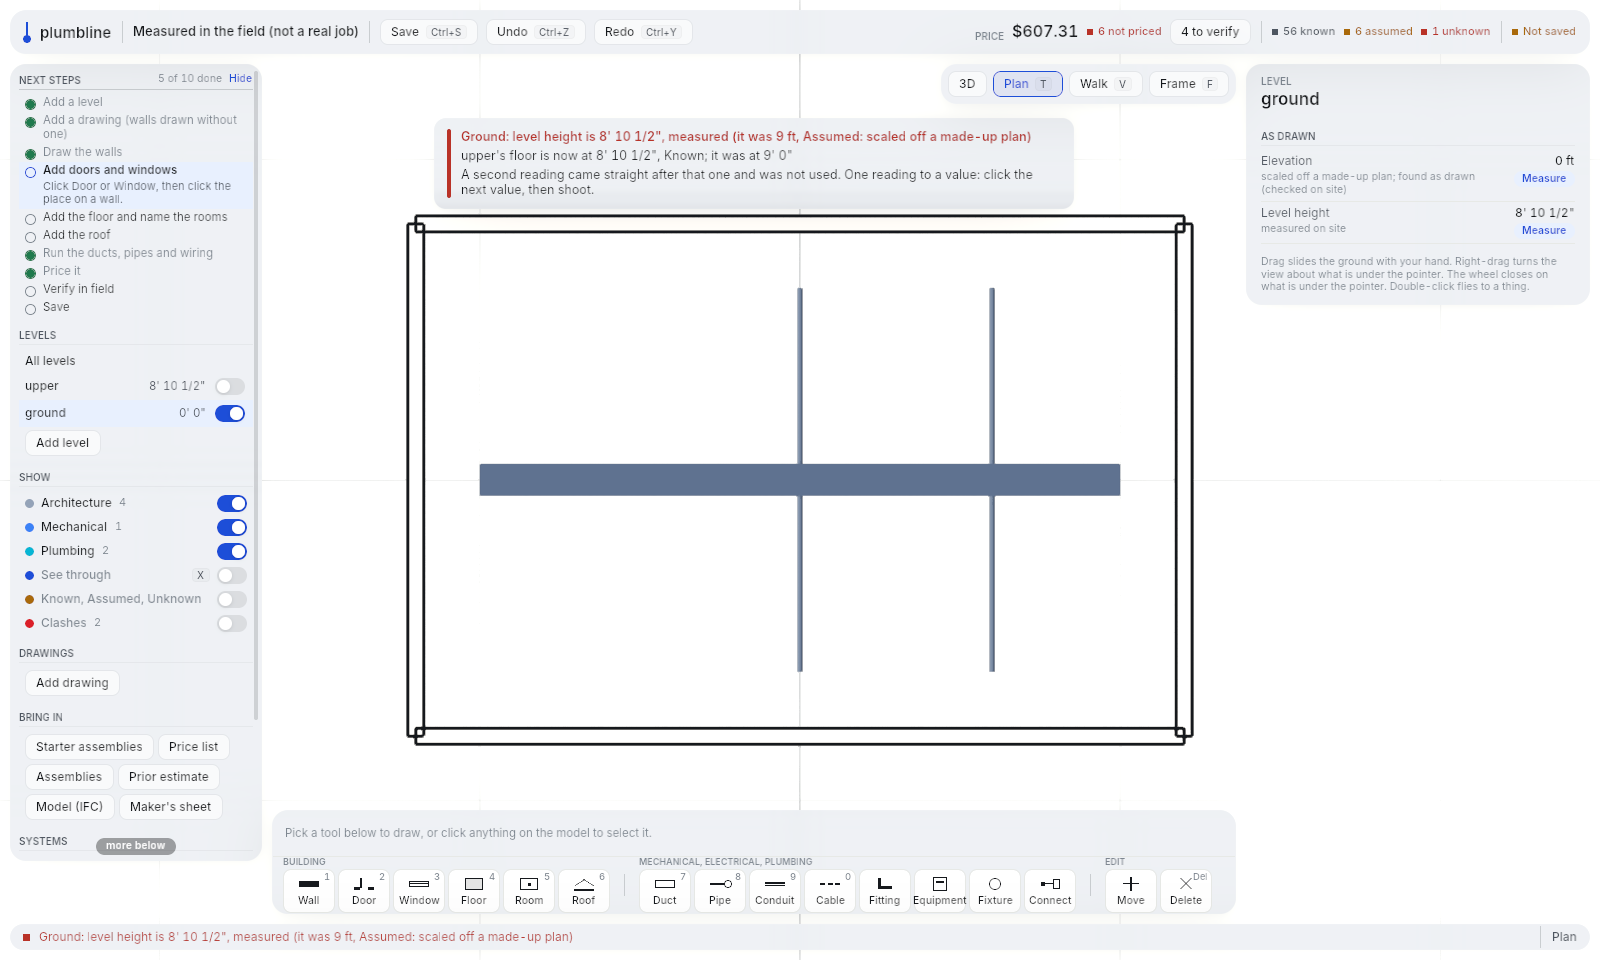 plumbline
Measured in the field (not a real job)
Save Ctrl+S
Undo Ctrl+Z
Redo Ctrl+Y
PRICE $607.31
6 not priced
4 to verify
56 known
6 assumed
1 unknown
Not saved
NEXT STEPS 5 of 10 done Hide
Add a level
Add a drawing (walls drawn without
one)
Draw the walls
Add doors and windows
Click Door or Window, then click the
place on a wall.
Add the floor and name the rooms
Add the roof
Run the ducts, pipes and wiring
Price it
Verify in field
Save
LEVELS
All levels
upper 8' 10 1/2"
ground 0' 0"
Add level
SHOW
Architecture 4
Mechanical 1
Plumbing 2
See through X
Known, Assumed, Unknown
Clashes 2
DRAWINGS
Add drawing
BRING IN
Starter assemblies Price list
Assemblies Prior estimate
Model (IFC) Maker's sheet
SYSTEMS
more below
3D
Plan T
Walk V
Frame F
Ground: level height is 8' 10 1/2", measured (it was 9 ft, Assumed: scaled off a made-up plan)
upper's floor is now at 8' 10 1/2", Known; it was at 9' 0"
A second reading came straight after that one and was not used. One reading to a value: click the
next value, then shoot.
LEVEL
ground
AS DRAWN
Elevation 0 ft
scaled off a made-up plan; found as drawn
(checked on site)
Measure
Level height 8' 10 1/2"
measured on site
Measure
Drag slides the ground with your hand. Right-drag turns the
view about what is under the pointer. The wheel closes on
what is under the pointer. Double-click flies to a thing.
Pick a tool below to draw, or click anything on the model to select it.
BUILDING
Wall 1
Door 2
Window 3
Floor 4
Room 5
Roof 6
MECHANICAL, ELECTRICAL, PLUMBING
Duct 7
Pipe 8
Conduit 9
Cable 0
Fitting
Equipment
Fixture
Connect
EDIT
Move
Delete Del
Ground: level height is 8' 10 1/2", measured (it was 9 ft, Assumed: scaled off a made-up plan)
Plan